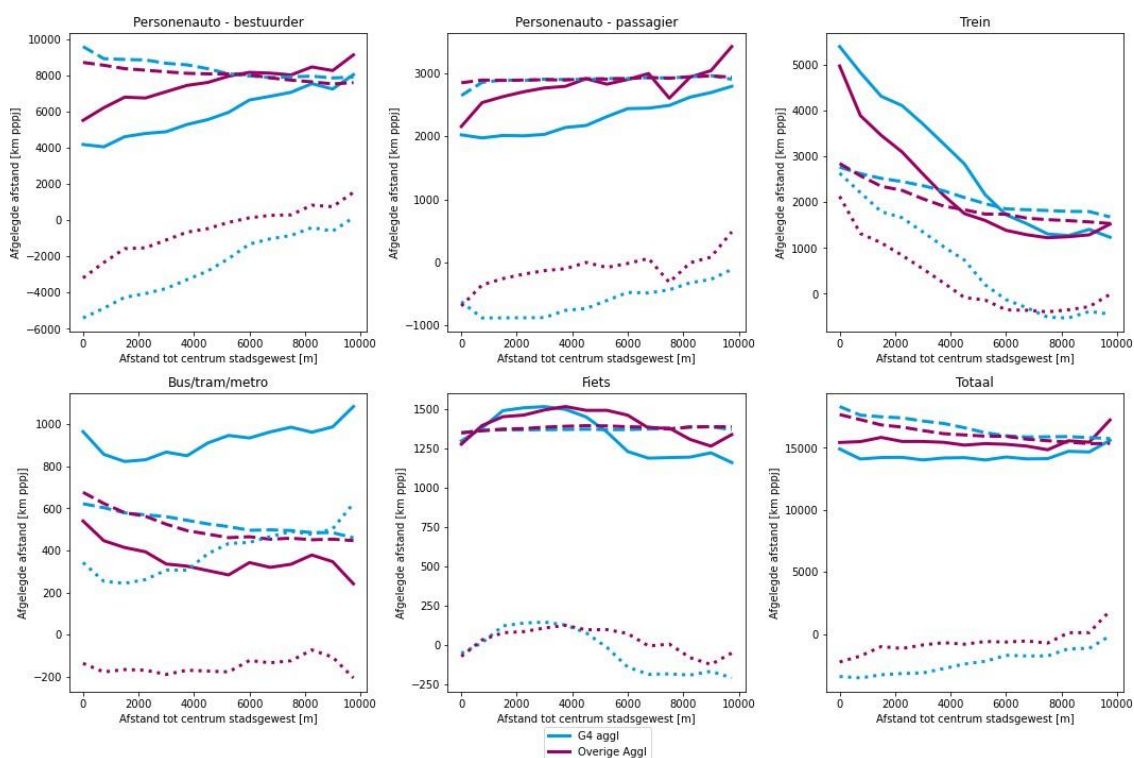 Personenauto - bestuurder
Afgelegde afstand [km pppj]
10000
8000
6000
4000
2000
0
−2000
−4000
−6000
0 2000 4000 6000 8000 10000
Afstand tot centrum stadsgewest [m]
Personenauto - passagier
Afgelegde afstand [km pppj]
3000
2000
1000
0
−1000
0 2000 4000 6000 8000 10000
Afstand tot centrum stadsgewest [m]
Trein
Afgelegde afstand [km pppj]
5000
4000
3000
2000
1000
0
0 2000 4000 6000 8000 10000
Afstand tot centrum stadsgewest [m]
Bus/tram/metro
Afgelegde afstand [km pppj]
1000
800
600
400
200
0
−200
0 2000 4000 6000 8000 10000
Afstand tot centrum stadsgewest [m]
Fiets
Afgelegde afstand [km pppj]
1500
1250
1000
750
500
250
0
−250
0 2000 4000 6000 8000 10000
Afstand tot centrum stadsgewest [m]
Totaal
Afgelegde afstand [km pppj]
15000
10000
5000
0
0 2000 4000 6000 8000 10000
Afstand tot centrum stadsgewest [m]
G4 aggl
Overige Aggl